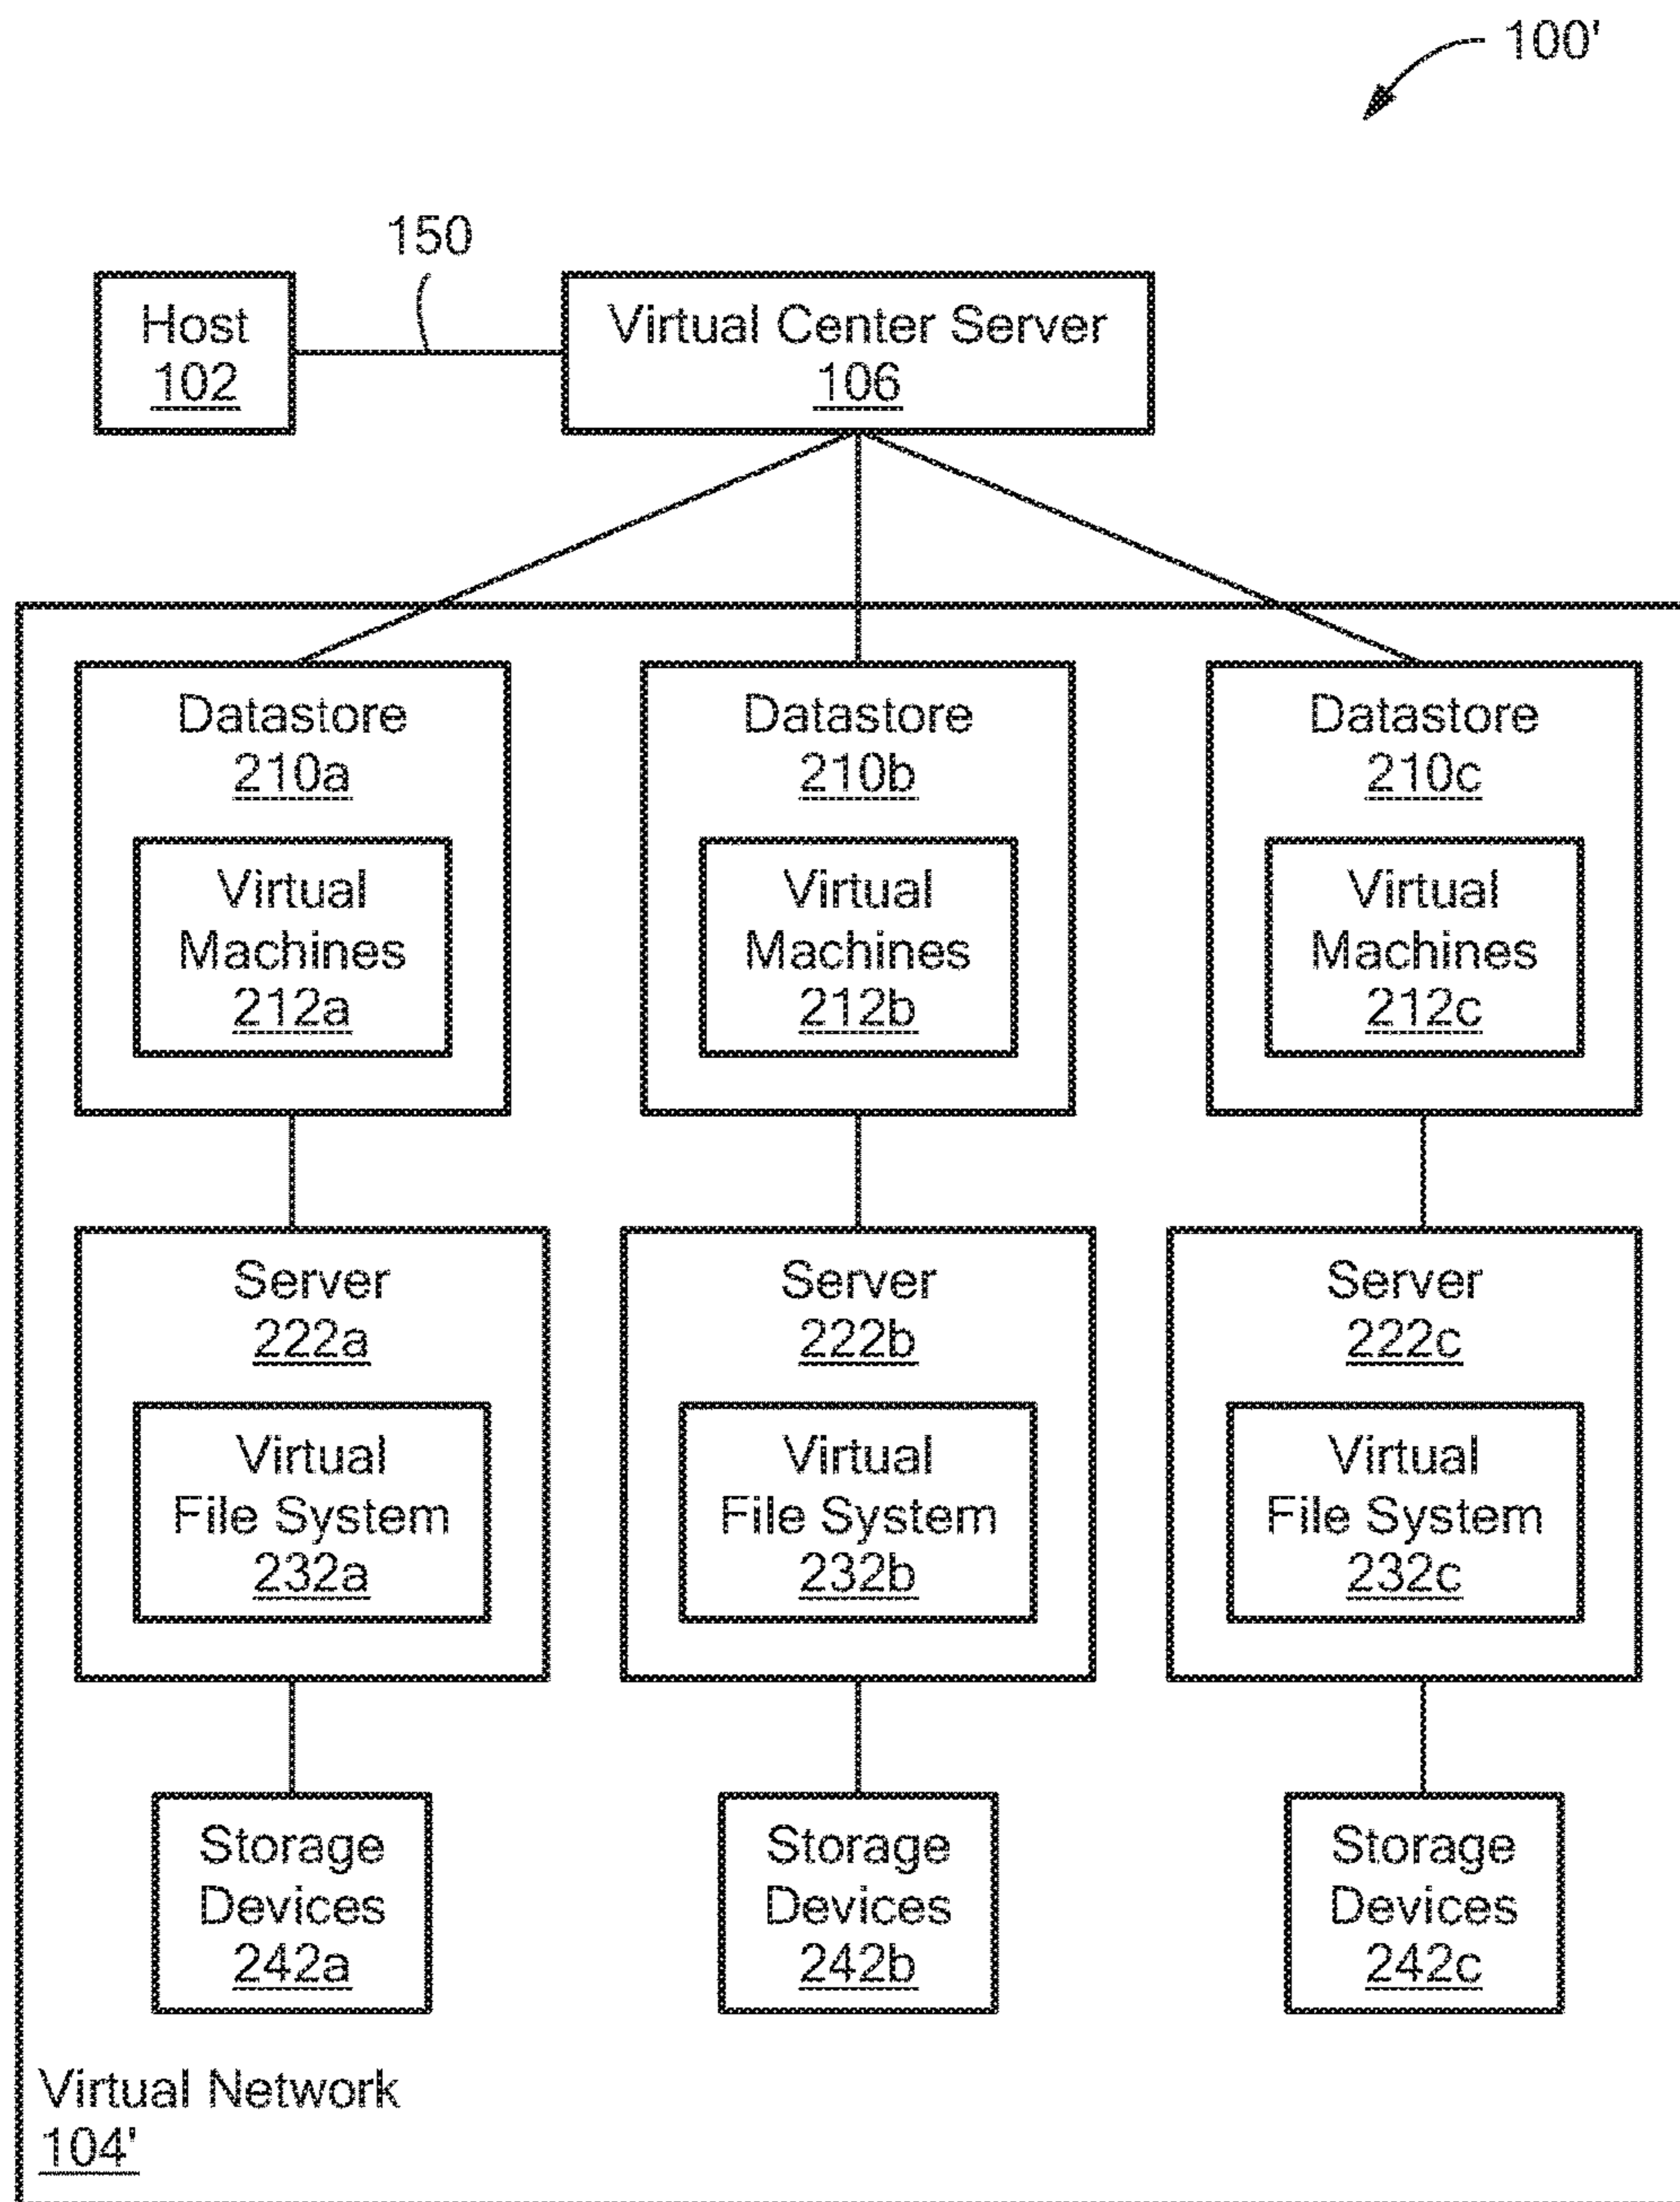 100'
150
Host
102
Virtual Center Server
106
Datastore
210a
Virtual
Machines
212a
Datastore
210b
Virtual
Machines
212b
Datastore
210c
Virtual
Machines
212c
Server
222a
Virtual
File System
232a
Server
222b
Virtual
File System
232b
Server
222c
Virtual
File System
232c
Storage
Devices
242a
Storage
Devices
242b
Storage
Devices
242c
Virtual Network
104'